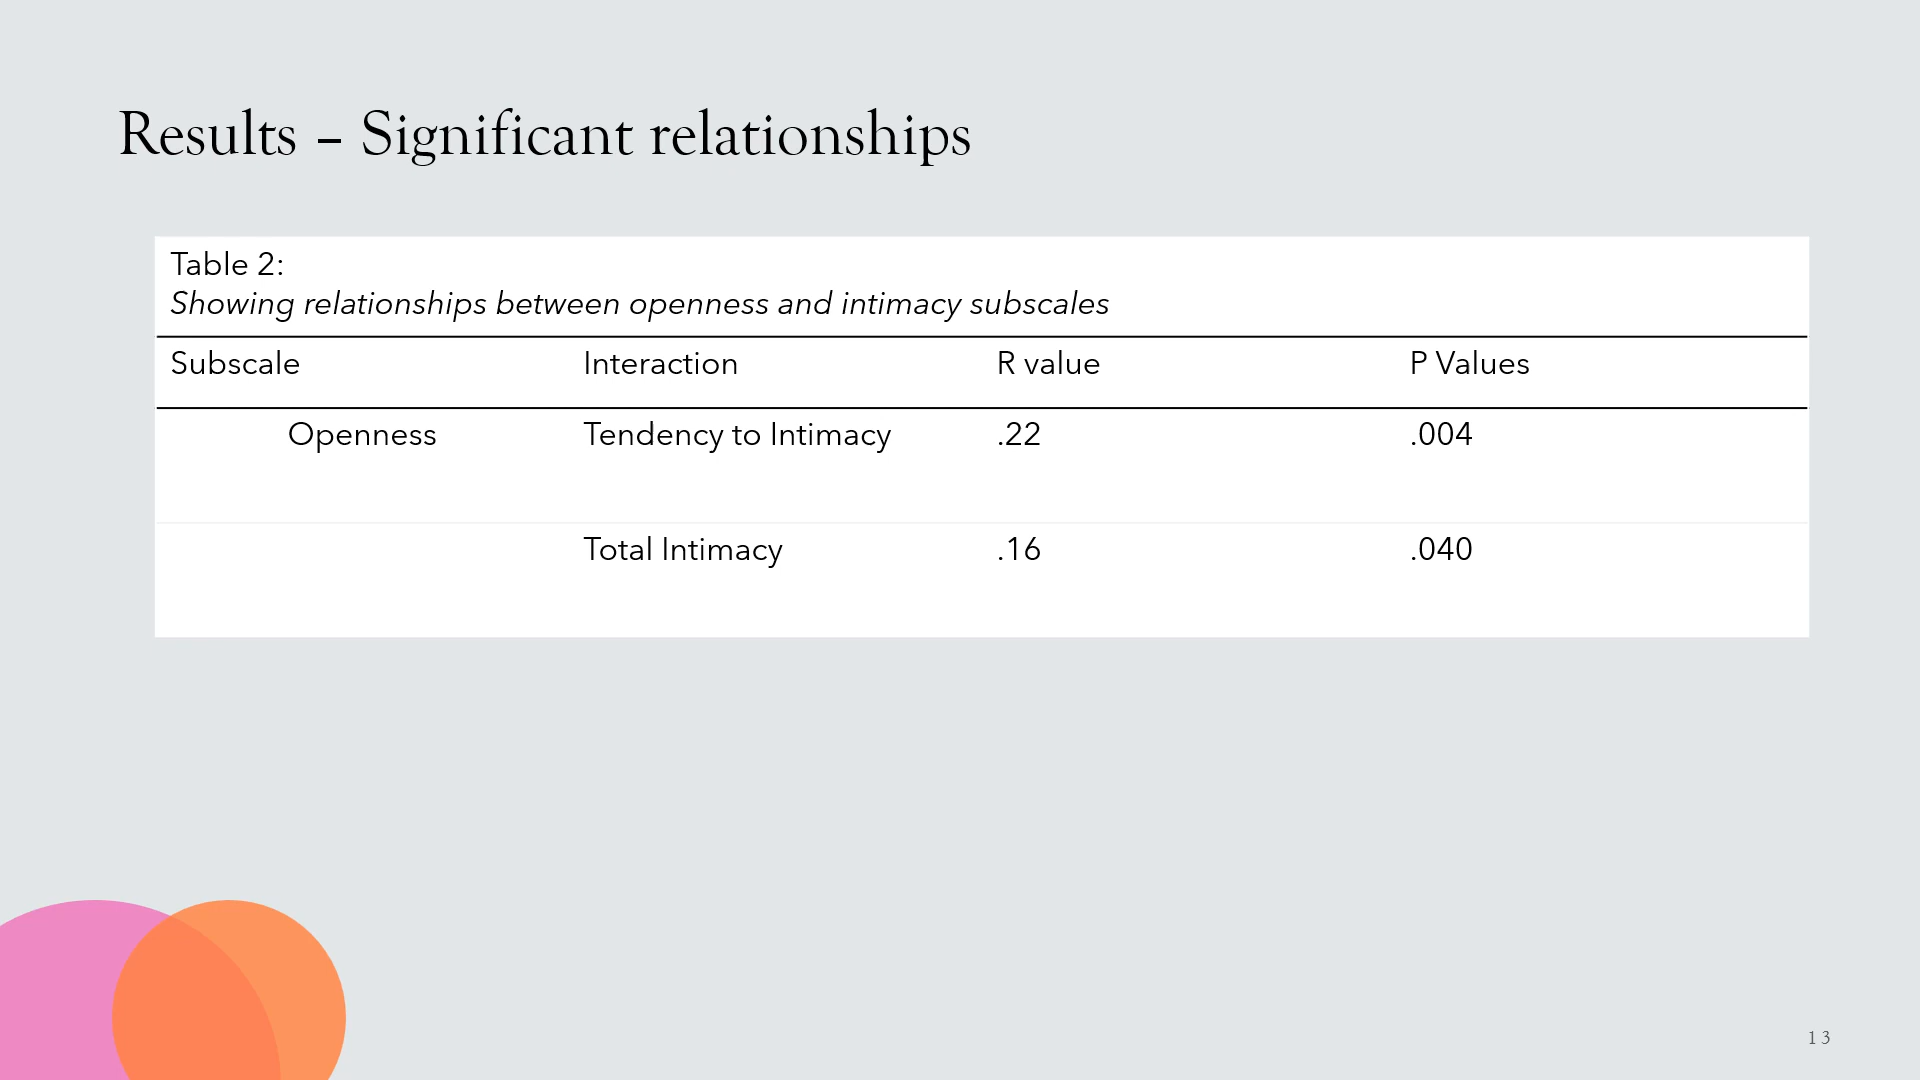 Results – Significant relationships
Table 2:
Showing relationships between openness and intimacy subscales
Subscale Interaction R value P Values
Openness Tendency to Intimacy .22 .004
Total Intimacy .16 .040
13